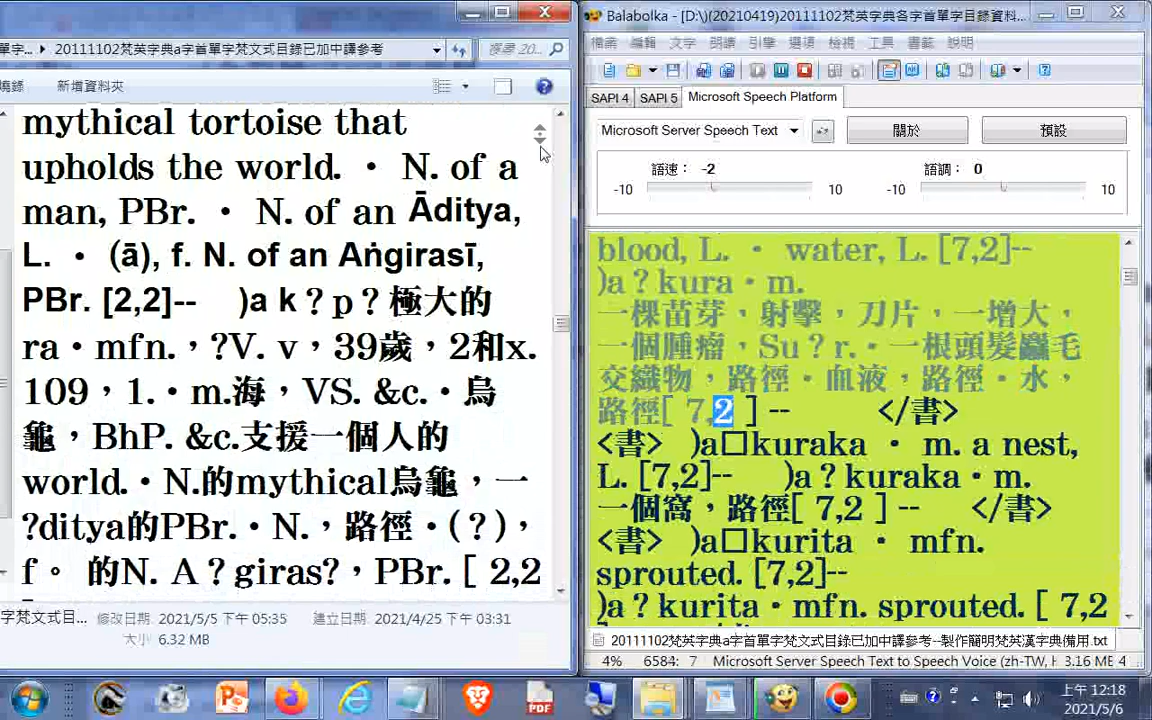 單字... ▸ 20111102梵英字典a字首單字梵文式目錄已加中譯參考
搜尋 20...
燒錄 新增資料夾
mythical tortoise that
upholds the world. • N. of a
man, PBr. • N. of an Āditya,
L. • (ā), f. N. of an Aṅgirasī,
PBr. [2,2]-- )a k？p？極大的
ra•mfn.，?V. v，39歲，2和x.
109，1.•m.海，VS. &c.•烏
龜，BhP. &c.支援一個人的
world.•N.的mythical烏龜，一
?ditya的PBr.•N.，路徑•(？)，
f。 的N. A？giras?，PBr.[ 2,2
字梵文式目... 修改日期: 2021/5/5 下午 05:35 建立日期: 2021/4/25 下午 03:31
大小: 6.32 MB
Balabolka - [D:\)(20210419)20111102梵英字典各字首單字目錄資料...
檔案 編輯 文字 朗讀 引擎 選項 檢視 工具 書籤 說明
SAPI 4 SAPI 5 Microsoft Speech Platform
Microsoft Server Speech Text 關於 預設
語速: -2 語調: 0
-10 10 -10 10
blood, L. • water, L. [7,2]--
)a？kura•m.
一棵苗芽，射擊，刀片，一增大，
一個腫瘤，Su？r.•一根頭髮鸝毛
交織物，路徑•血液，路徑•水，
路徑[ 7,2 ] -- </書>
<書> )a□kuraka • m. a nest,
L. [7,2]-- )a？kuraka•m.
一個窩，路徑[ 7,2 ] -- </書>
<書> )a□kurita • mfn.
sprouted. [7,2]--
)a？kurita•mfn. sprouted. [ 7,2
20111102梵英字典a字首單字梵文式目錄已加中譯參考--製作簡明梵英漢字典備用.txt
4% 6584: 7 Microsoft Server Speech Text to Speech Voice (zh-TW, H 3.16 ME 4
上午 12:18
2021/5/6